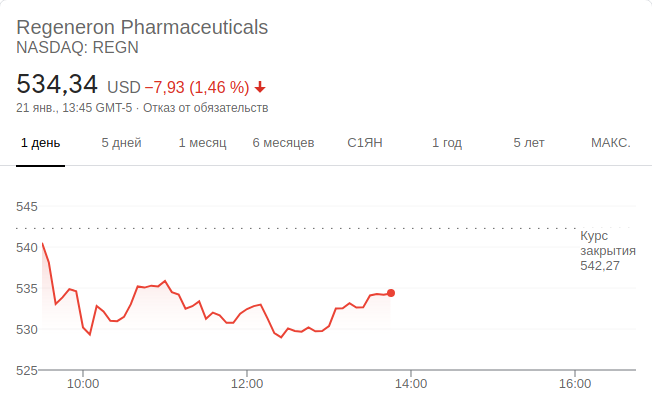 Regeneron Pharmaceuticals
NASDAQ: REGN
534,34 USD −7,93 (1,46 %)
21 янв., 13:45 GMT-5 · Отказ от обязательств
1 день 5 дней 1 месяц 6 месяцев С1ЯН 1 год 5 лет МАКС.
545
540
535
530
525
Курс
закрытия
542,27
10:00 12:00 14:00 16:00